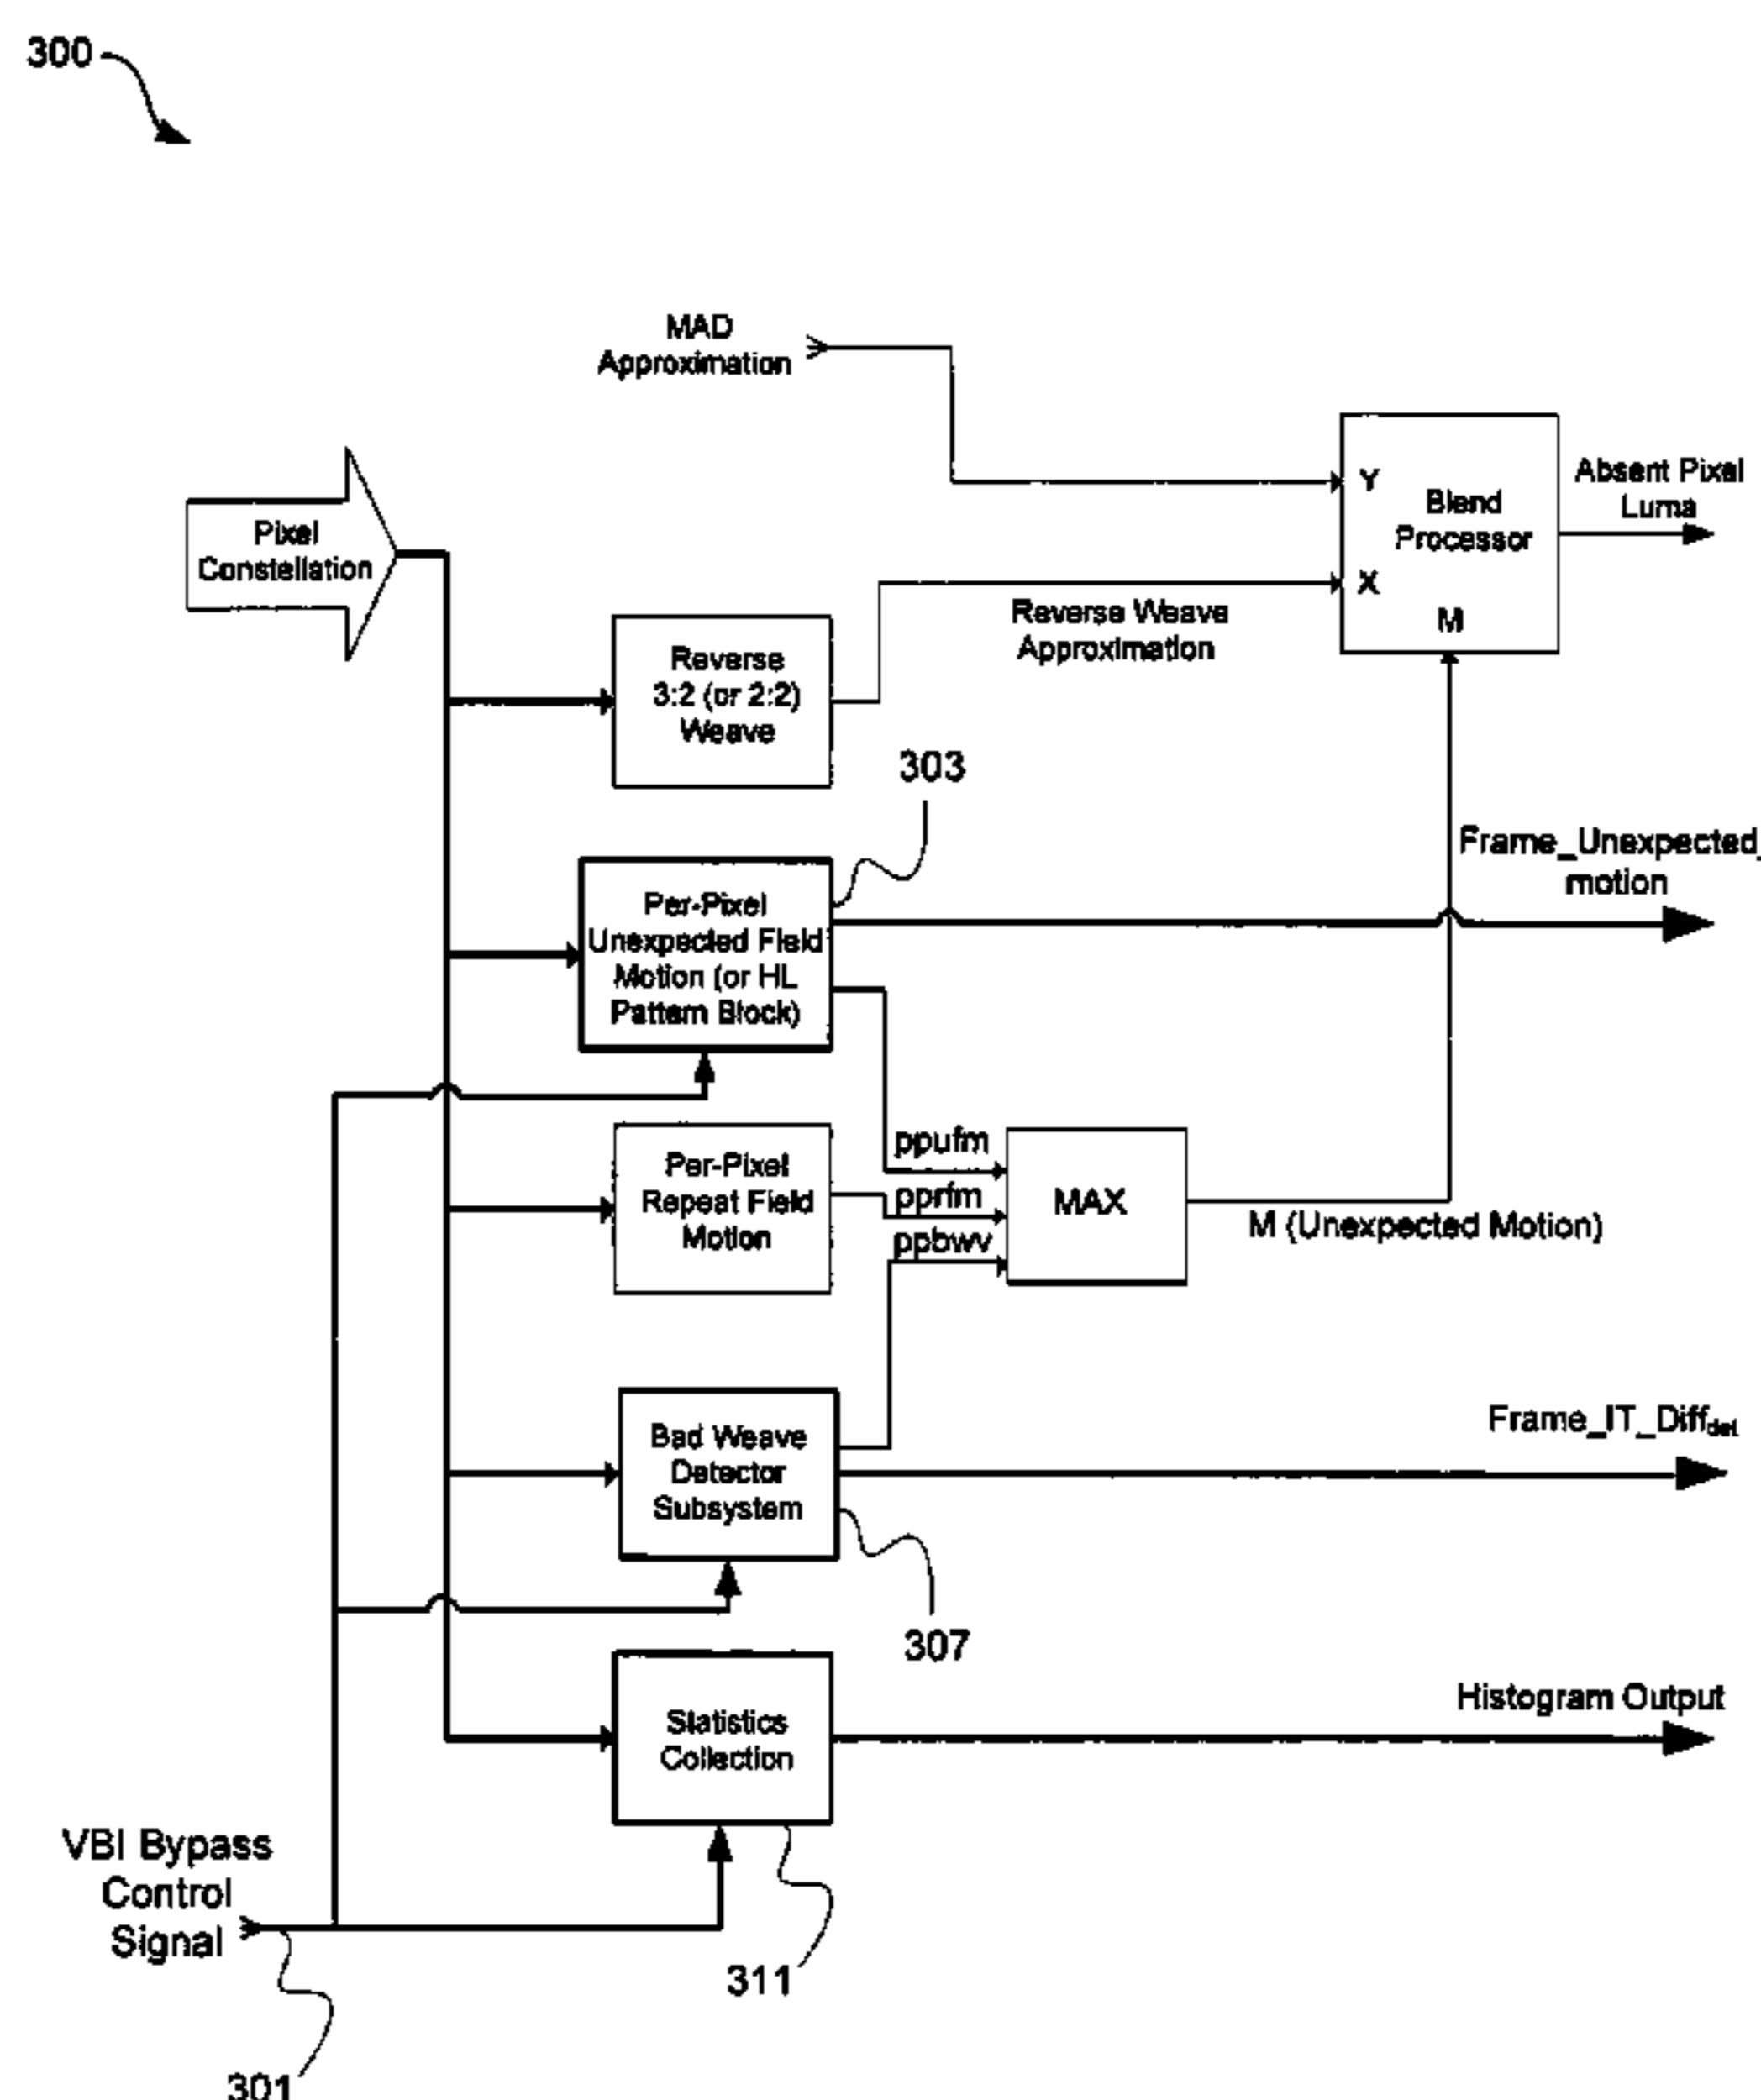 300
MAD
Approximation
Pixel
Constellation
Y
Blend
Processor
X
M
Absent Pixel
Luma
Reverse Weave
Approximation
Reverse
3:2 (or 2:2)
Weave
303
Frame_Unexpected_
motion
Per-Pixel
Unexpected Field
Motion (or HL
Pattern Block)
ppufm
Per-Pixel
Repeat Field
Motion
pprfm
ppbwv
MAX
M (Unexpected Motion)
Bad Weave
Detector
Subsystem
Frame_IT_Diffdet
307
Statistics
Collection
Histogram Output
VBI Bypass
Control
Signal
311
301